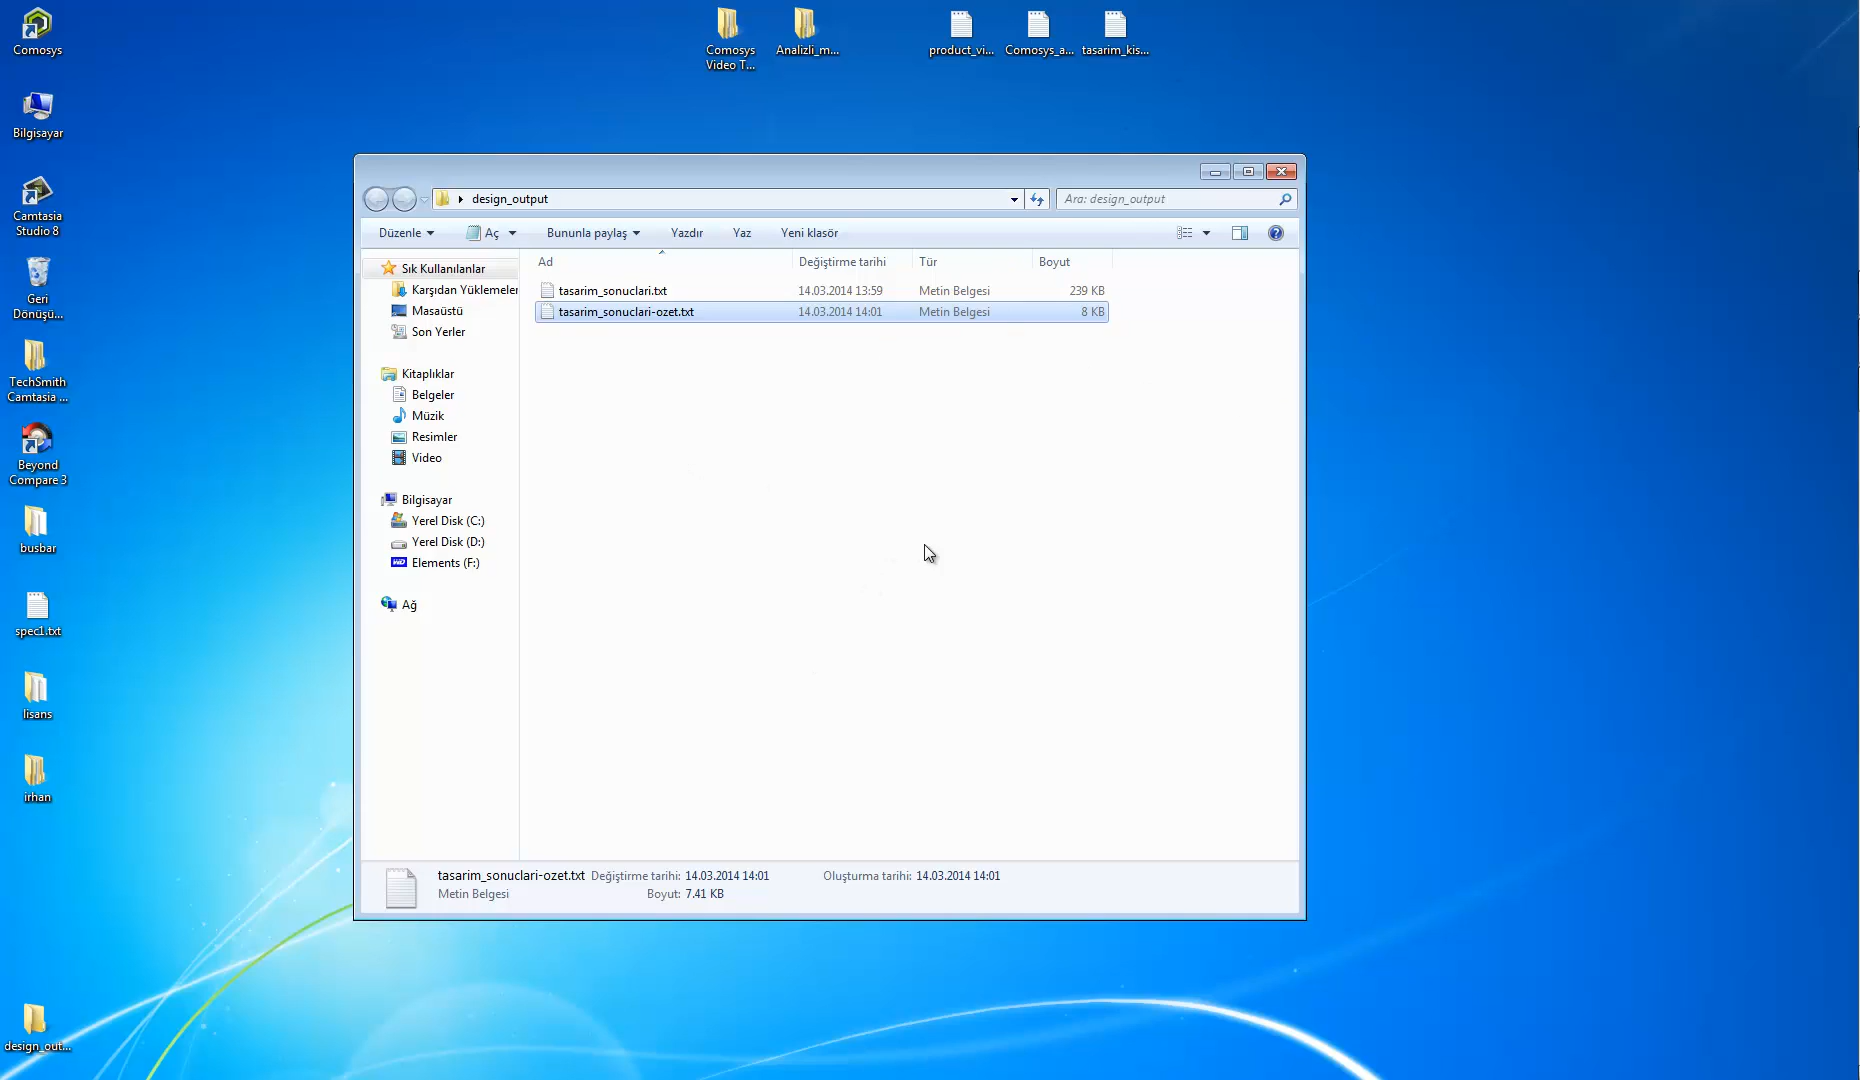 Comosys
Bilgisayar
Camtasia
Studio 8
Geri
Dönüşü...
TechSmith
Camtasia ...
Beyond
Compare 3
busbar
spec1.txt
lisans
irhan
design_out...
Comosys
Video T...
Analizli_m...
product_vi...
Comosys_a...
tasarim_kis...
design_output
Ara: design_output
Düzenle
Aç
Bununla paylaş
Yazdır
Yaz
Yeni klasör
Sık Kullanılanlar
Karşıdan Yüklemeler
Masaüstü
Son Yerler
Kitaplıklar
Belgeler
Müzik
Resimler
Video
Bilgisayar
Yerel Disk (C:)
Yerel Disk (D:)
WD Elements (F:)
Ağ
Ad Değiştirme tarihi Tür Boyut
tasarim_sonuclari.txt 14.03.2014 13:59 Metin Belgesi 239 KB
tasarim_sonuclari-ozet.txt 14.03.2014 14:01 Metin Belgesi 8 KB
tasarim_sonuclari-ozet.txt Değiştirme tarihi: 14.03.2014 14:01 Oluşturma tarihi: 14.03.2014 14:01
Metin Belgesi Boyut: 7.41 KB